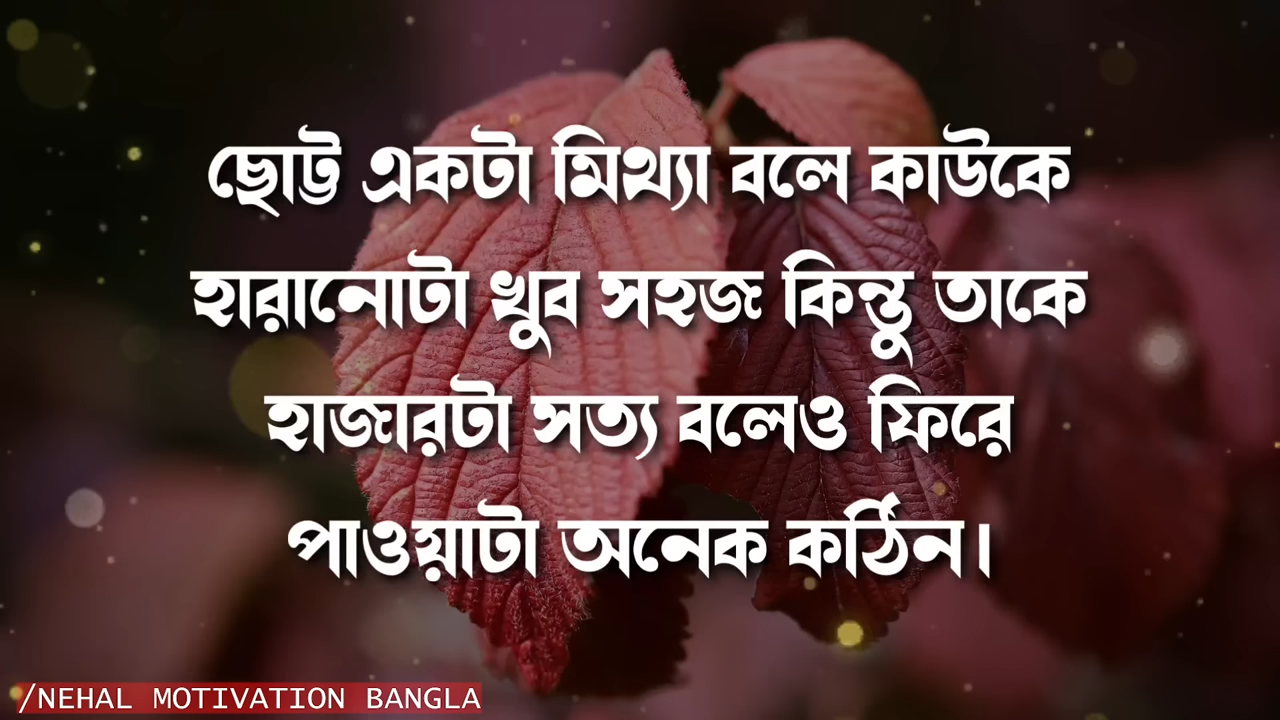 ছোট্ট একটা মিথ্যা বলে কাউকে
হারানোটা খুব সহজ কিন্তু তাকে
হাজারটা সত্য বলেও ফিরে
পাওয়াটা অনেক কঠিন।
/NEHAL MOTIVATION BANGLA